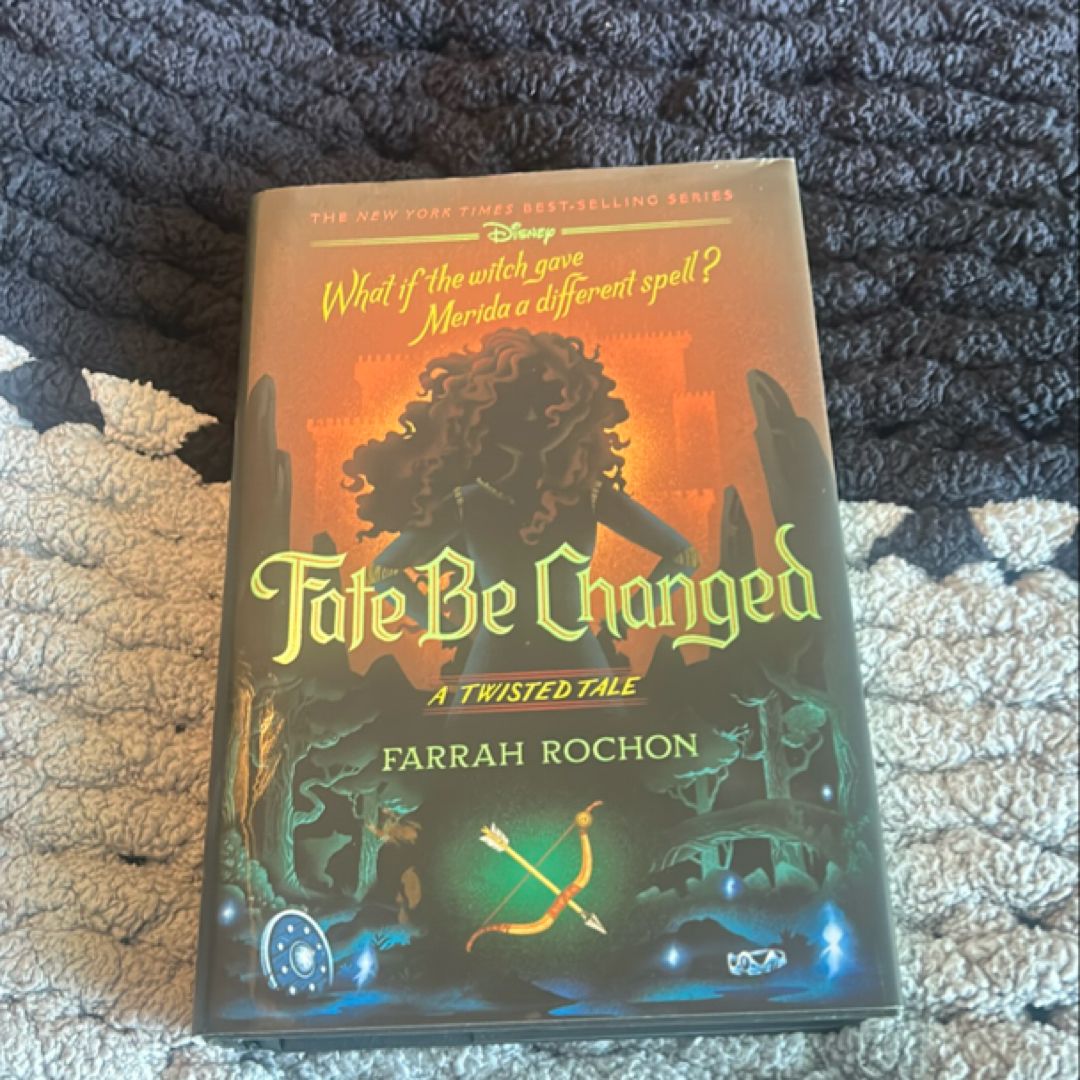 THE NEW YORK TIMES BEST-SELLING SERIES
Disney
What if the witch gave
Merida a different spell?
Fate Be Changed
A TWISTED TALE
FARRAH ROCHON